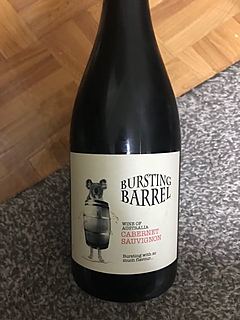 BURSTING
BARREL
WINE OF
AUSTRALIA
CABERNET
SAUVIGNON
Bursting with so
much flavour...